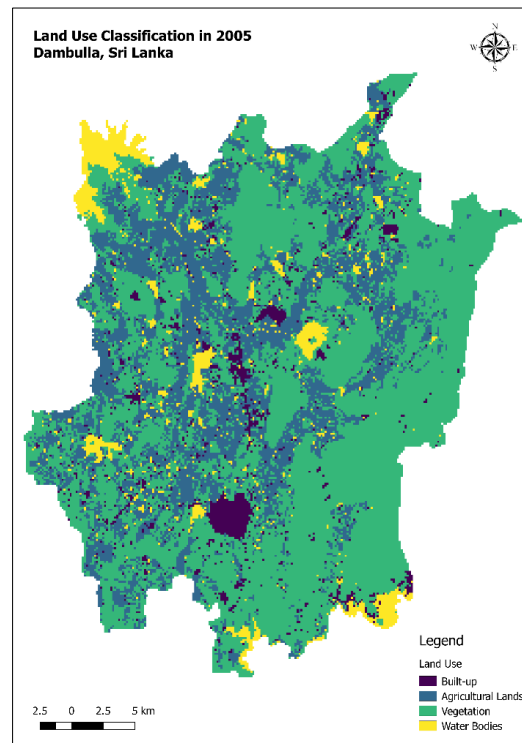 Land Use Classification in 2005
Dambulla, Sri Lanka
N
W E
S
Legend
Land Use
Built-up
Agricultural Lands
Vegetation
Water Bodies
2.5 0 2.5 5 km